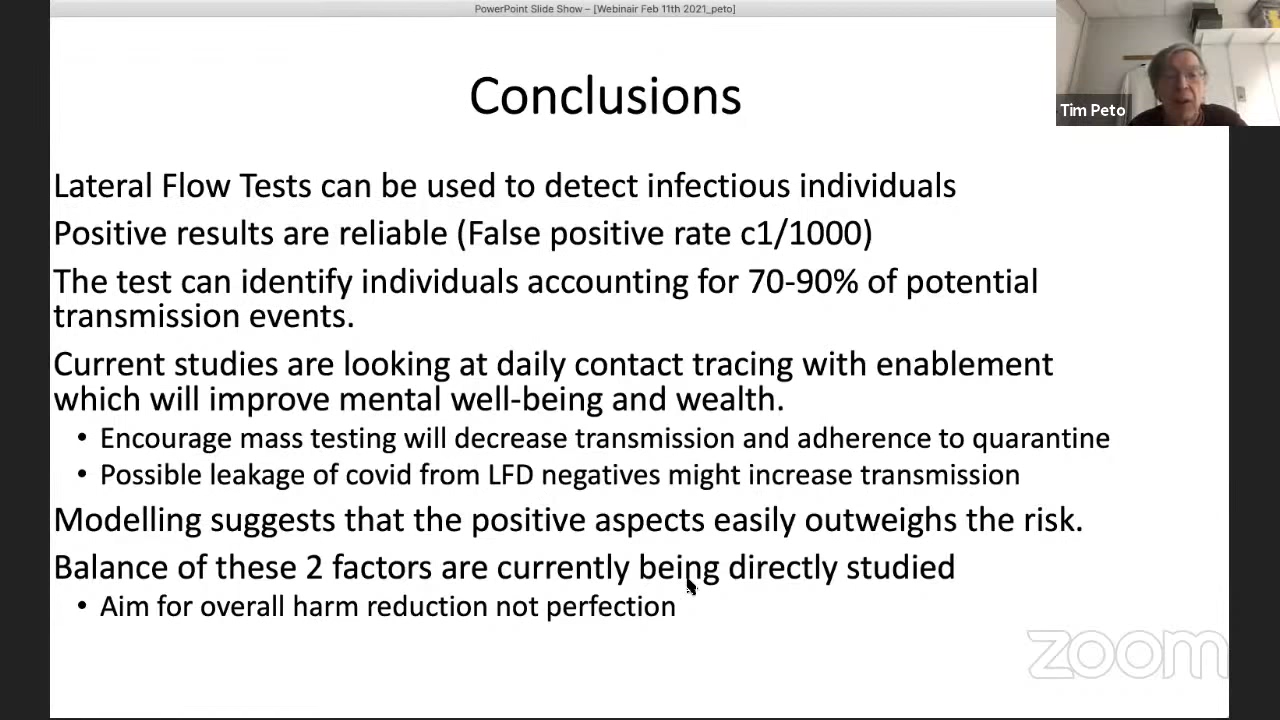 PowerPoint Slide Show – [Webinair Feb 11th 2021_peto]
Conclusions
Tim Peto
Lateral Flow Tests can be used to detect infectious individuals
Positive results are reliable (False positive rate c1/1000)
The test can identify individuals accounting for 70-90% of potential
transmission events.
Current studies are looking at daily contact tracing with enablement
which will improve mental well-being and wealth.
• Encourage mass testing will decrease transmission and adherence to quarantine
• Possible leakage of covid from LFD negatives might increase transmission
Modelling suggests that the positive aspects easily outweighs the risk.
Balance of these 2 factors are currently being directly studied
• Aim for overall harm reduction not perfection
zoom